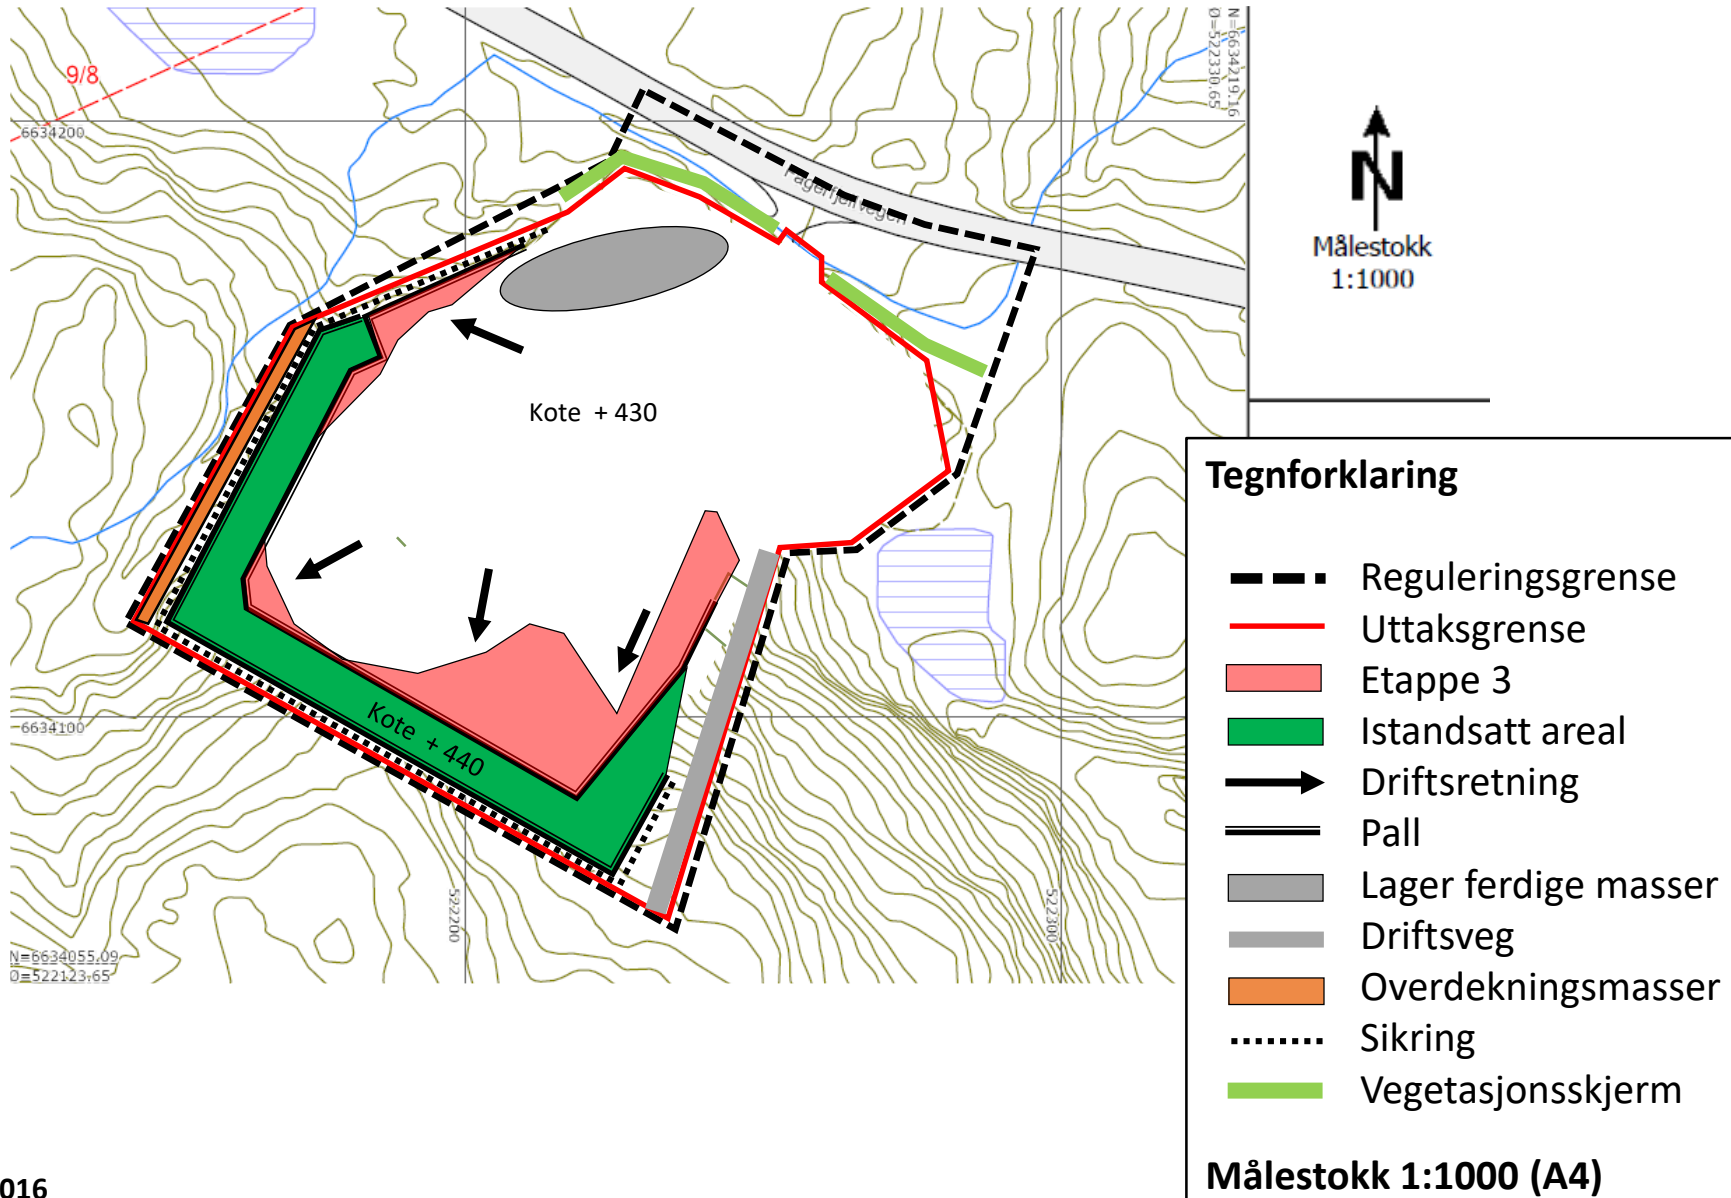 9/8
6634200
N=6634219.16
Ø=522330.65
Fagerfjellvegen
N
Målestokk
1:1000
Kote + 430
Kote + 440
6634100
522200
522300
N=6634055.09
Ø=522123.65
Tegnforklaring
Reguleringsgrense
Uttaksgrense
Etappe 3
Istandsatt areal
Driftsretning
Pall
Lager ferdige masser
Driftsveg
Overdekningsmasser
Sikring
Vegetasjonsskjerm
Målestokk 1:1000 (A4)
016